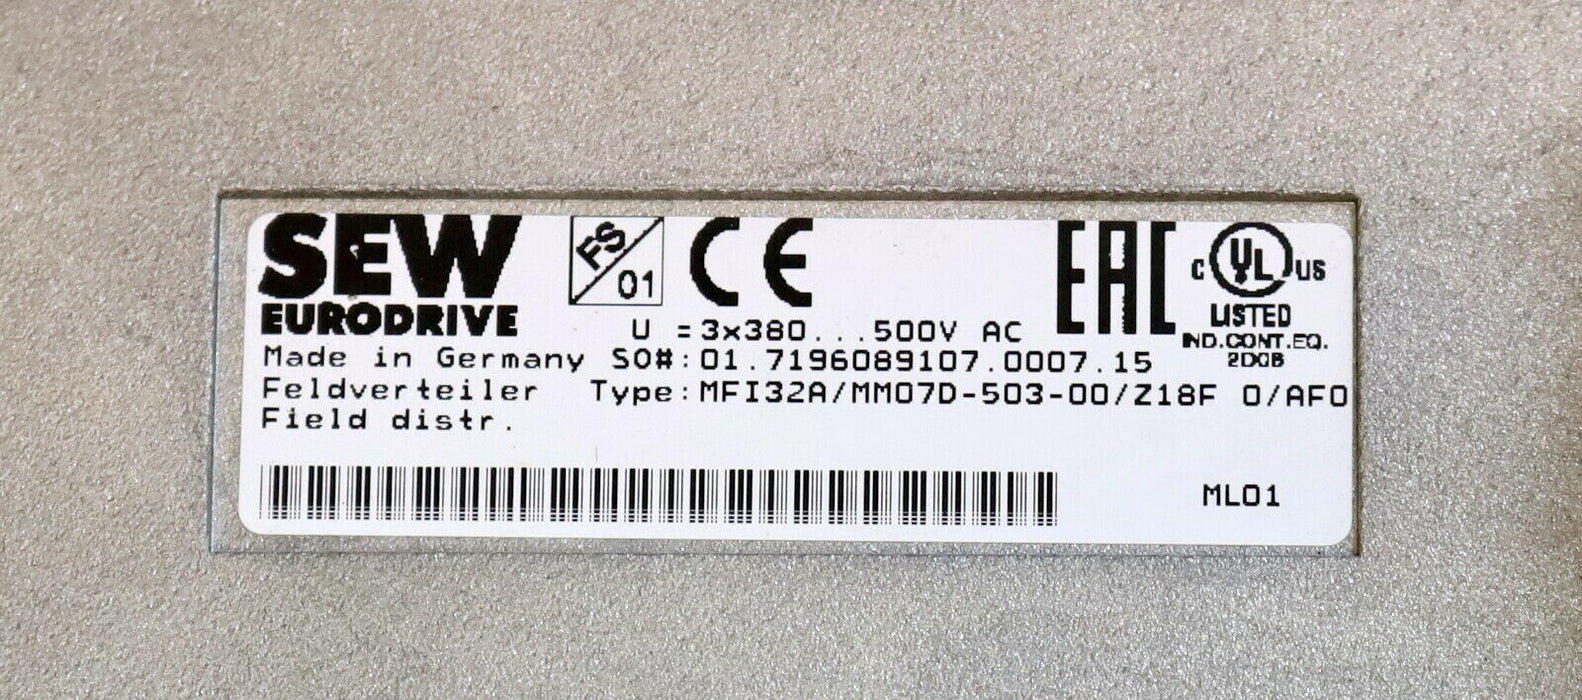 SEW
EURODRIVE
FS
01
CE
EAC
C UL US
LISTED
IND.CONT.EQ.
2D06
U = 3x380...500V AC
Made in Germany SO#:01.7196089107.0007.15
Feldverteiler Type:MFI32A/MM07D-503-00/Z18F 0/AF0
Field distr.
ML01